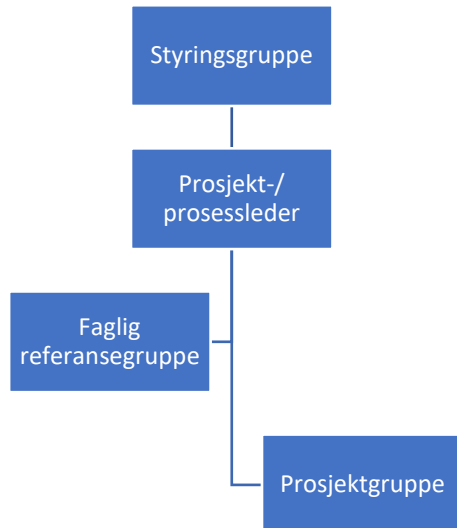 Styringsgruppe
Prosjekt-/
prosessleder
Faglig
referansegruppe
Prosjektgruppe